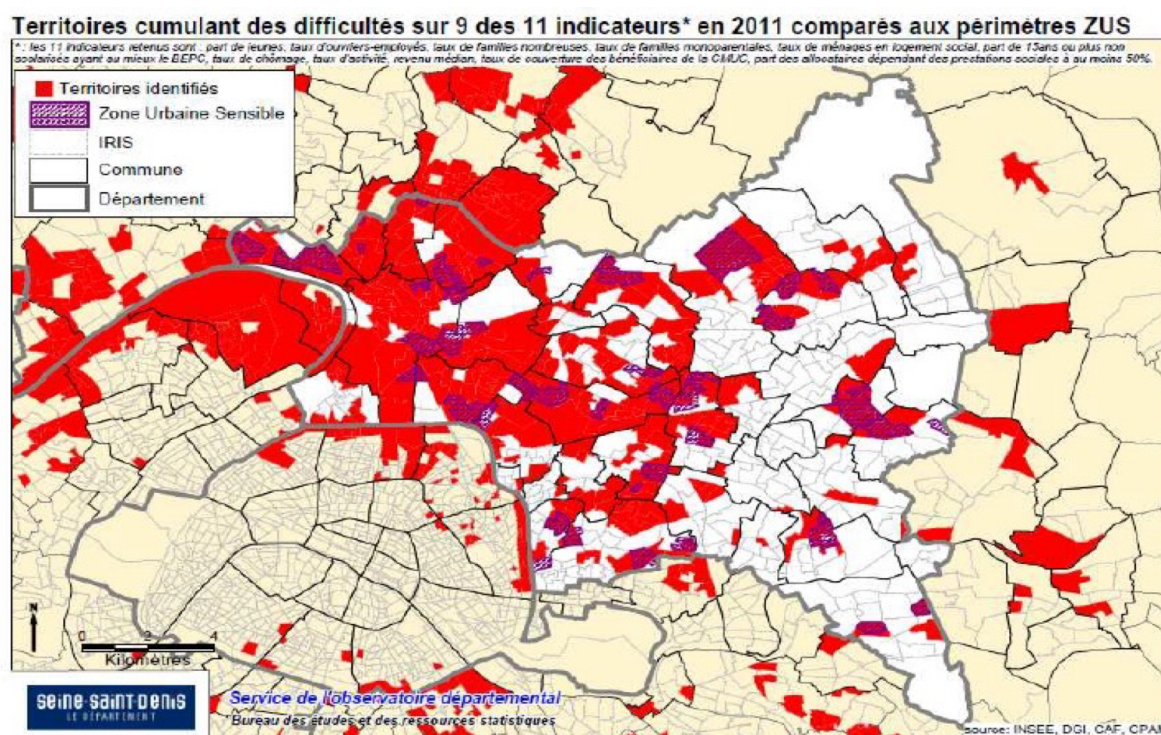 Territoires cumulant des difficultés sur 9 des 11 indicateurs* en 2011 comparés aux périmètres ZUS
* : les 11 indicateurs retenus sont : part de jeunes, taux d'ouvriers-employés, taux de familles nombreuses, taux de familles monoparentales, taux de ménages en logement social, part de 15ans ou plus non
scolarisés ayant au mieux le BEPC, taux de chômage, taux d'activité, revenu médian, taux de couverture des bénéficiaires de la CMUC, part des allocataires dépendant des prestations sociales à au moins 50%.
Territoires identifiés
Zone Urbaine Sensible
IRIS
Commune
Département
N
0 2 4
Kilomètres
seine-saint-denis
LE DÉPARTEMENT
Service de l'observatoire départemental
Bureau des études et des ressources statistiques
source: INSEE, DGI, CAF, CPAM